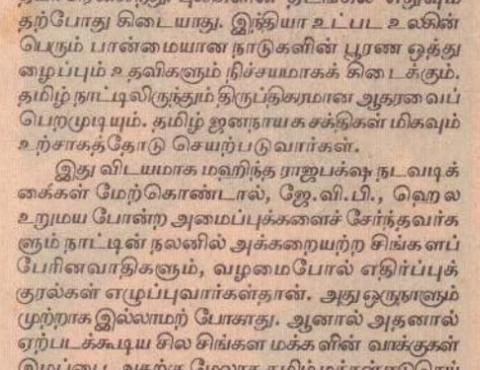 தற்போது கிடையாது. இந்தியா உட்பட உலகின்
பெரும் பான்மையான நாடுகளின் பூரண ஒத்து
ழைப்பும் உதவிகளும் நிச்சயமாகக் கிடைக்கும்.
தமிழ் நாட்டிலிருந்தும் திருப்திகரமான ஆதரவைப்
பெறமுடியும். தமிழ் ஜனநாயக சக்திகள் மிகவும்
உற்சாகத்தோடு செயற்படுவார்கள்.
இது விடயமாக மஹிந்த ராஜபக்ஷ நடவடிக்
கைகள் மேற்கொண்டால், ஜே.வி.பி., ஹெல
உறுமய போன்ற அமைப்புக்களைச் சேர்ந்தவர்க
ளும் நாட்டின் நலனில் அக்கறையற்ற சிங்களப்
பேரினவாதிகளும், வழமைபோல் எதிர்ப்புக்
குரல்கள் எழுப்புவார்கள்தான். அது ஒருநாளும்
முற்றாக இல்லாமற் போகாது. ஆனால் அதனால்
ஏற்படக்கூடிய சில சிங்கள மக்களின் வாக்குகள்